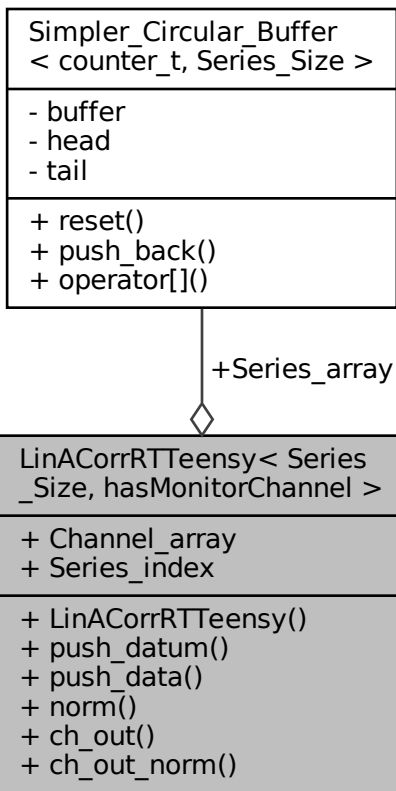 Simpler_Circular_Buffer
< counter_t, Series_Size >
- buffer
- head
- tail
+ reset()
+ push_back()
+ operator[]()
+Series_array
LinACorrRTTeensy< Series
_Size, hasMonitorChannel >
+ Channel_array
+ Series_index
+ LinACorrRTTeensy()
+ push_datum()
+ push_data()
+ norm()
+ ch_out()
+ ch_out_norm()